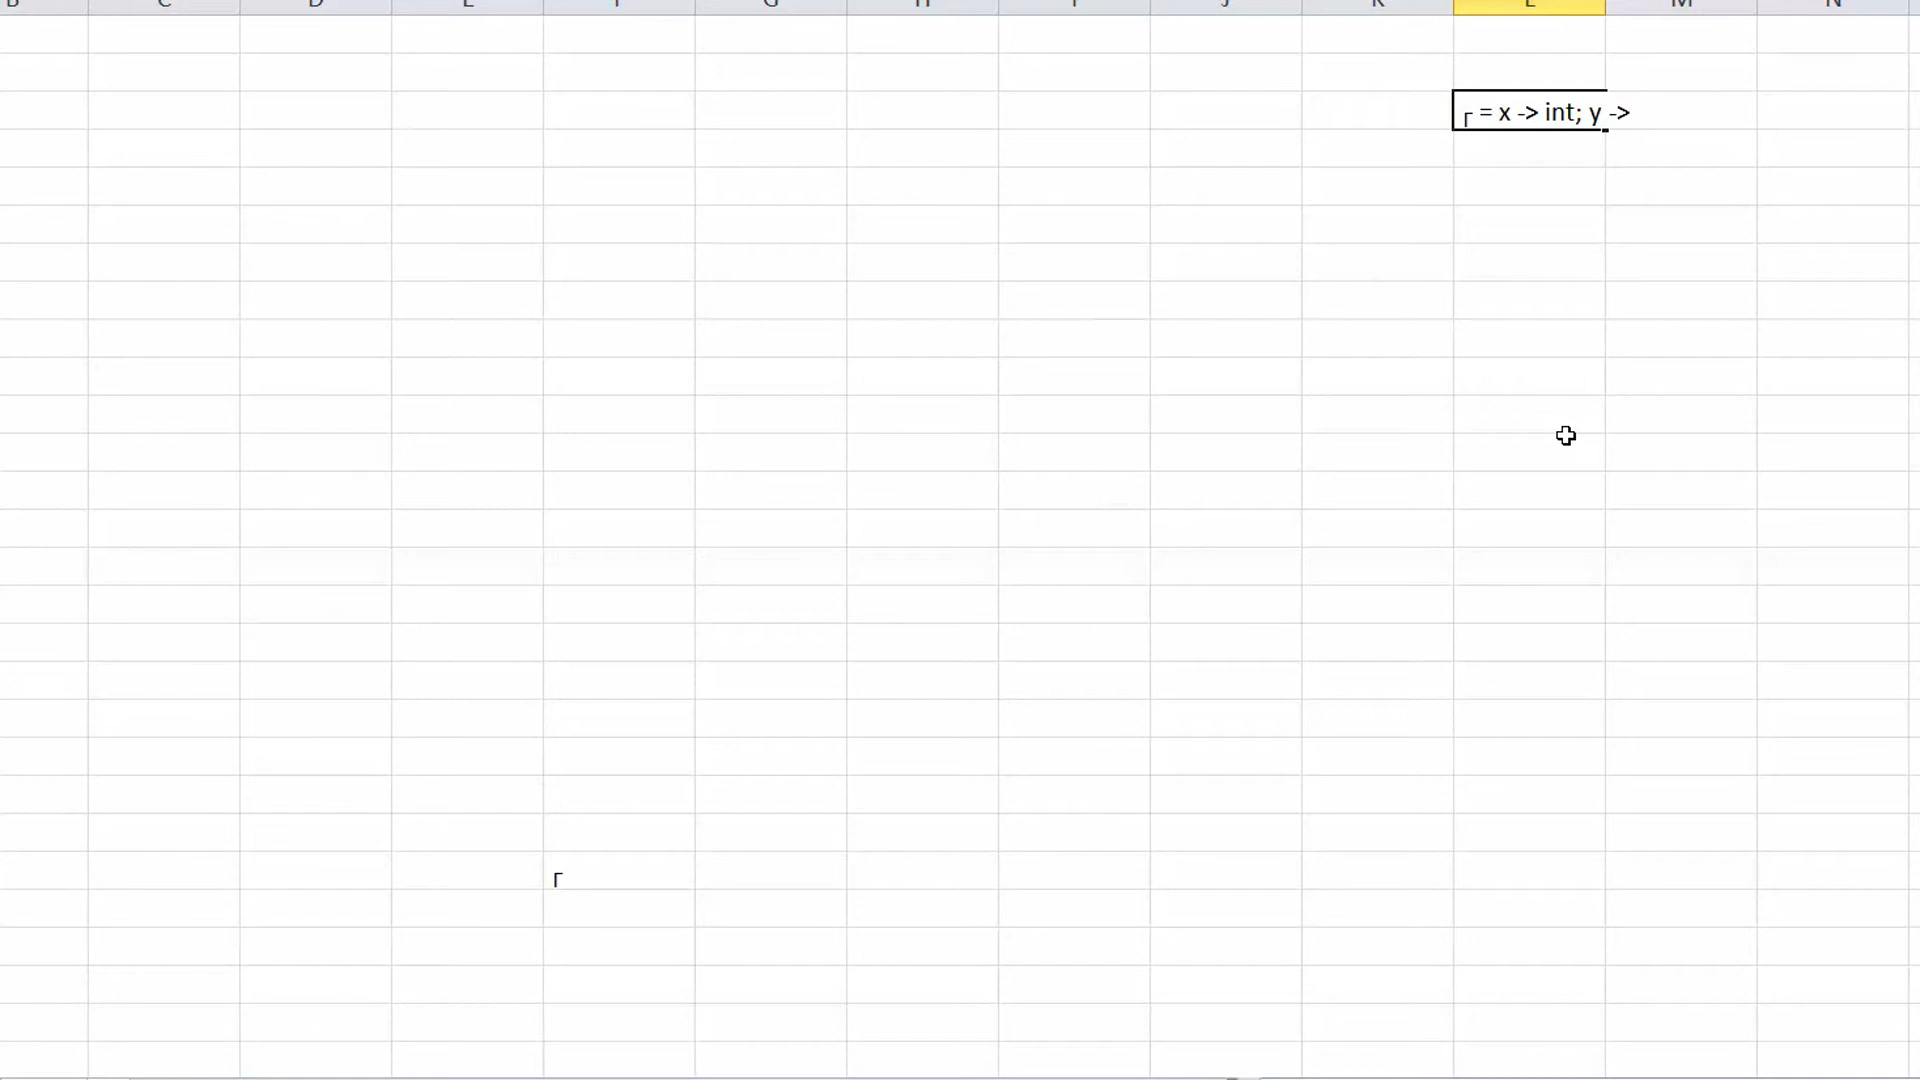 B C D E F G H I J K L M N
┌ = x -> int; y ->
Γ